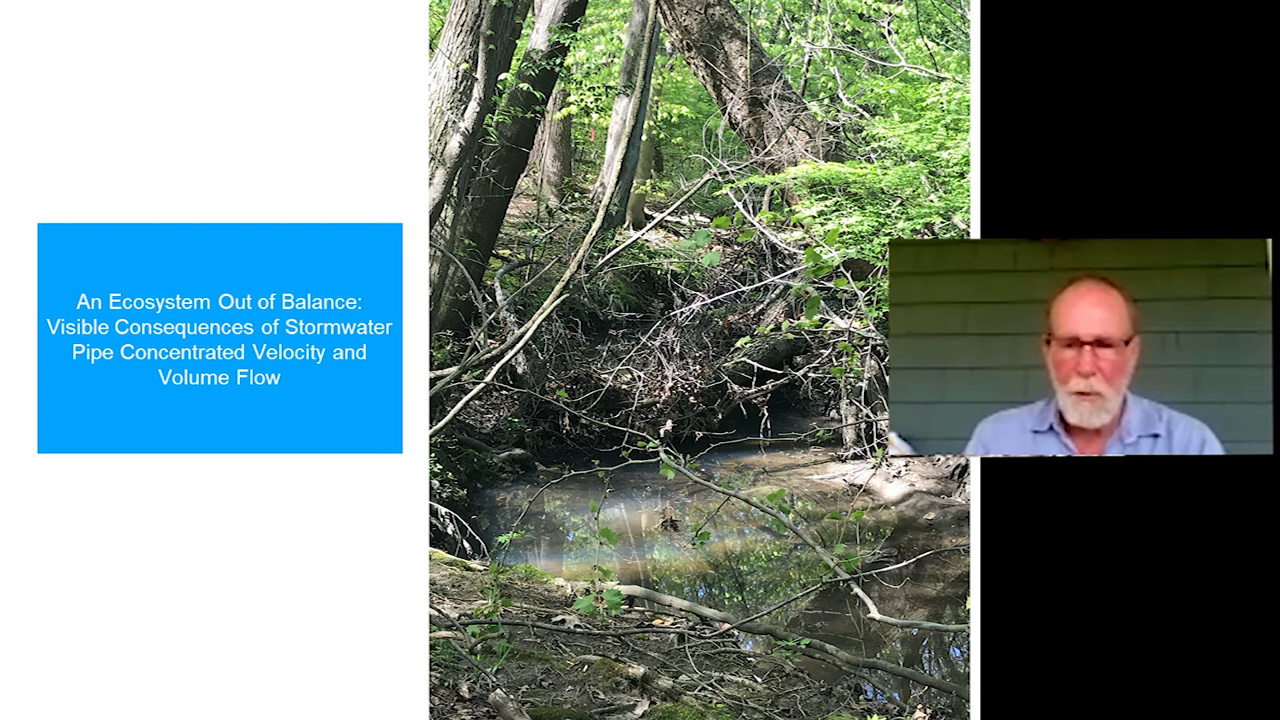 An Ecosystem Out of Balance:
Visible Consequences of Stormwater
Pipe Concentrated Velocity and
Volume Flow